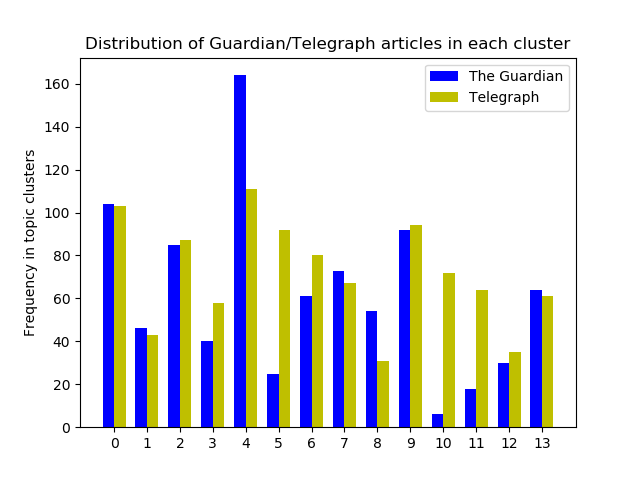 Distribution of Guardian/Telegraph articles in each cluster
The Guardian
Telegraph
Frequency in topic clusters
160
140
120
100
80
60
40
20
0
0 1 2 3 4 5 6 7 8 9 10 11 12 13